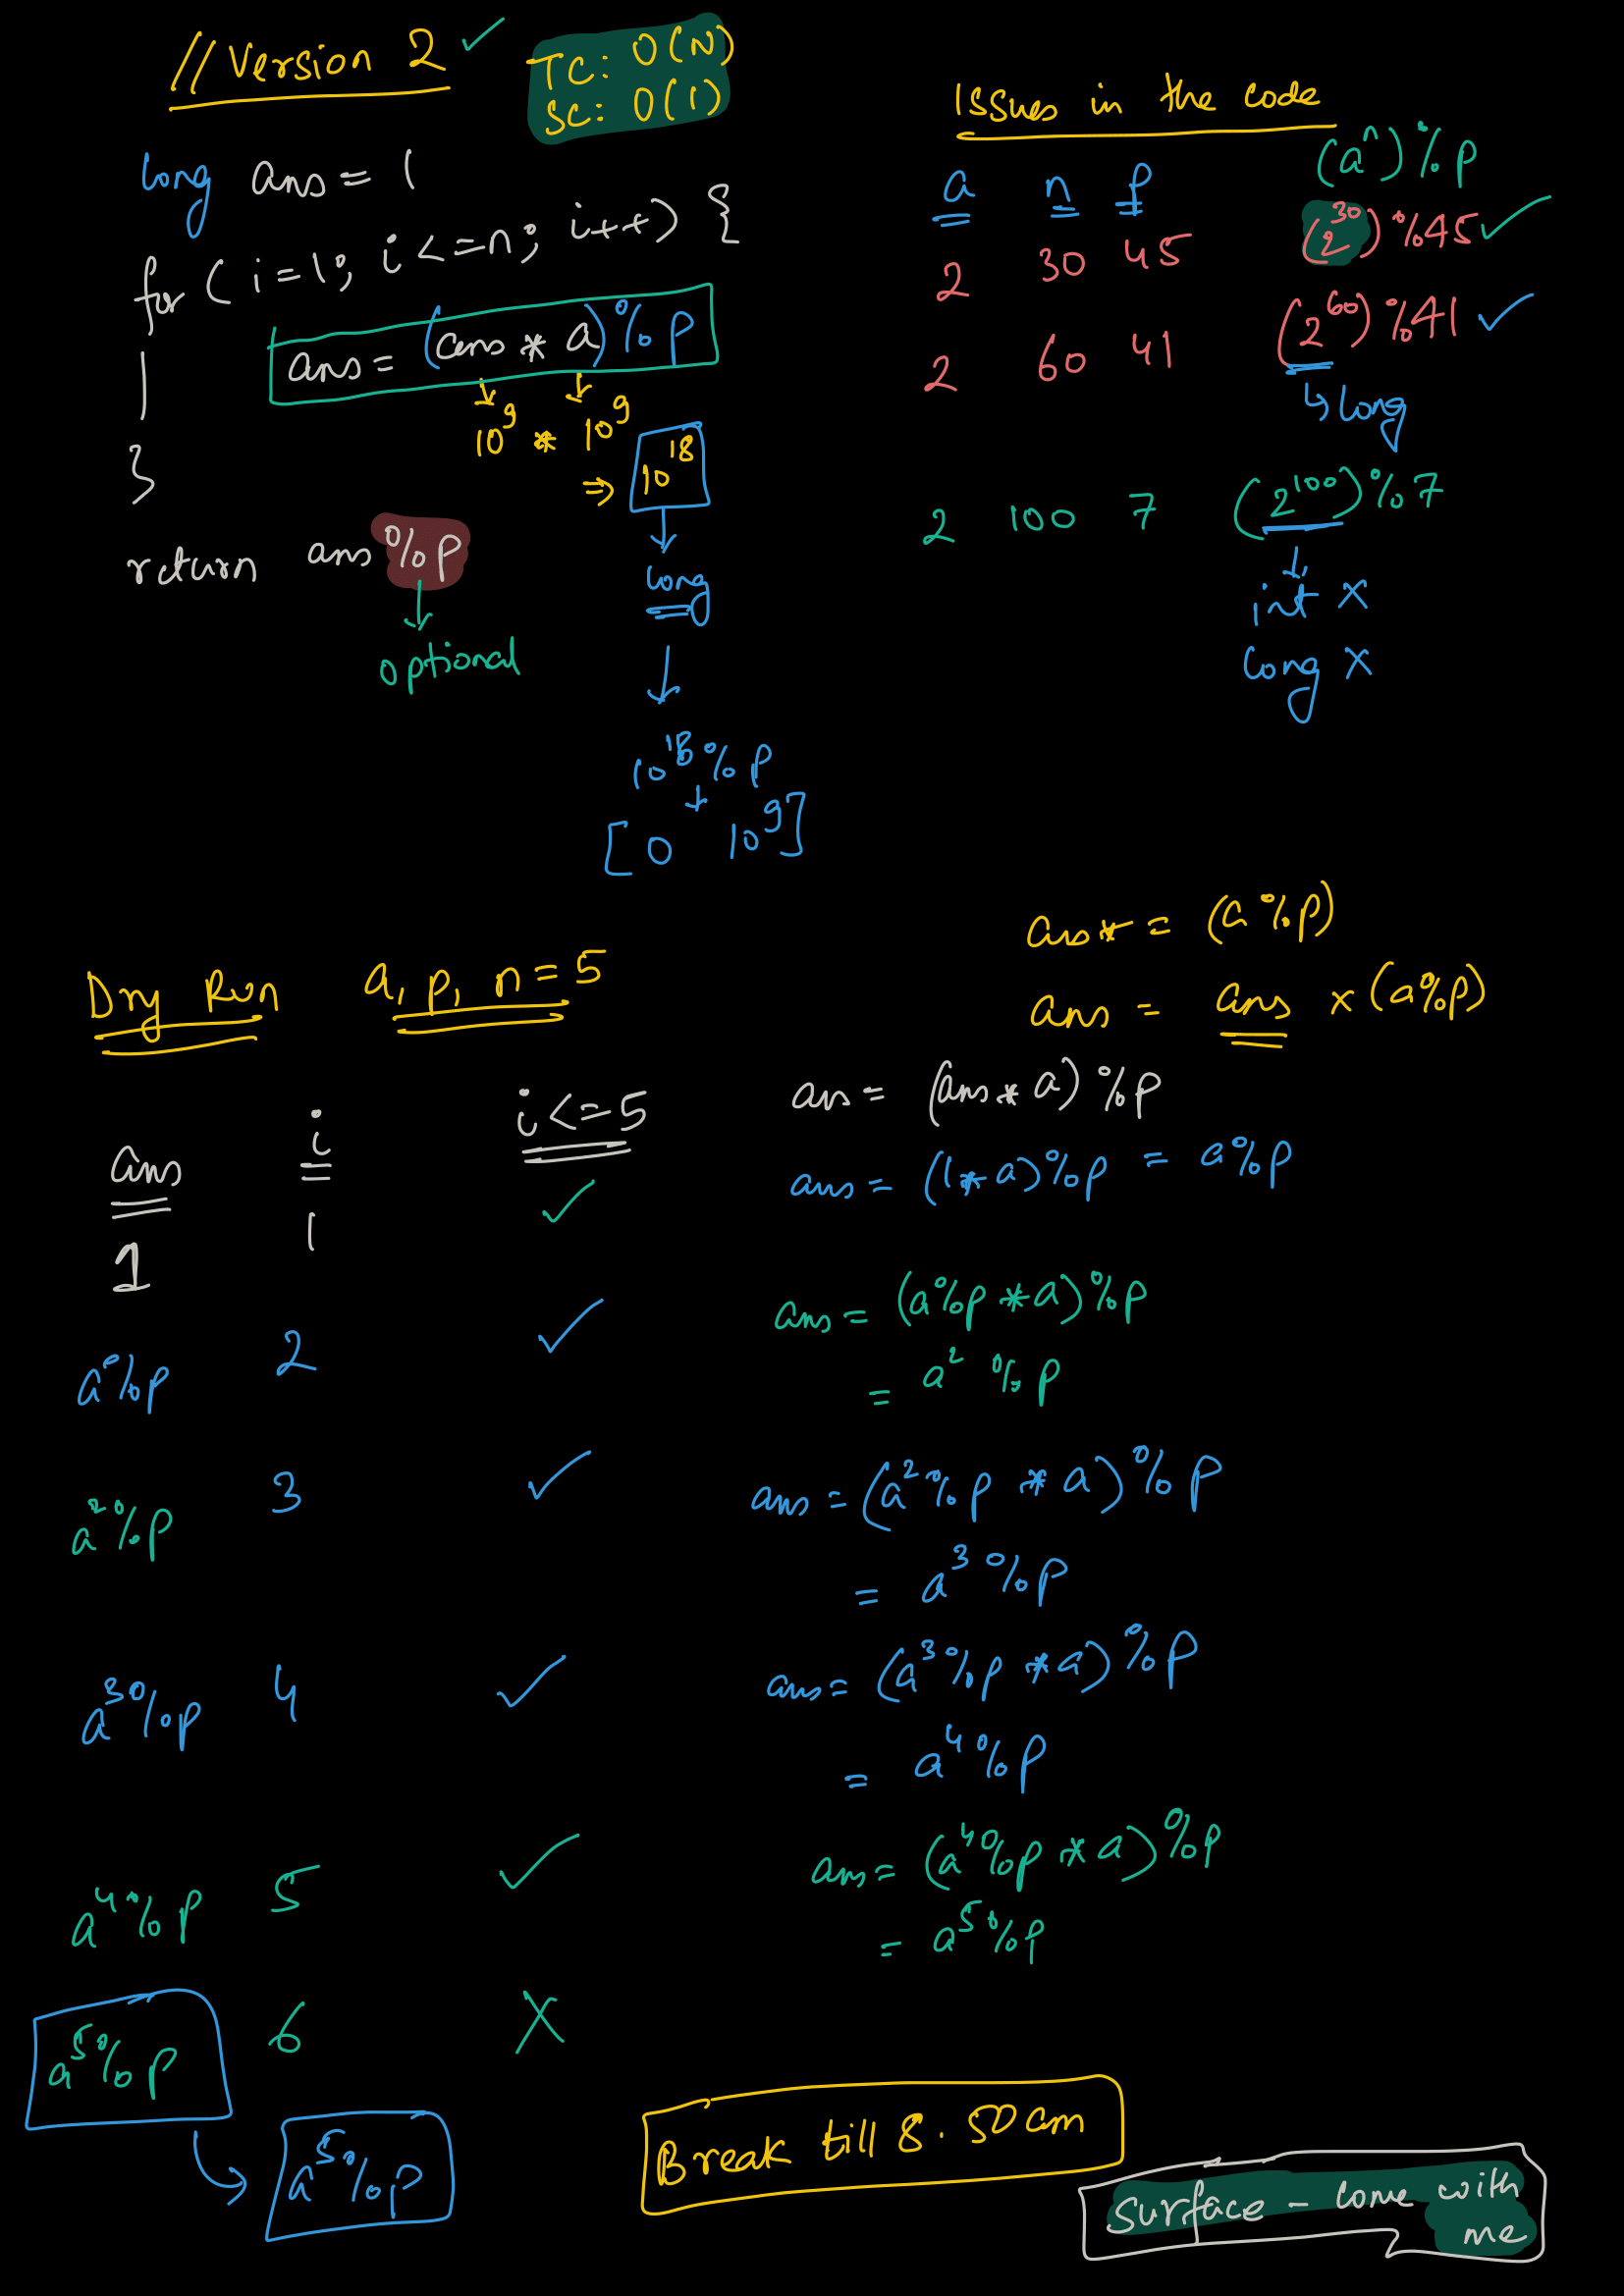 // Version 2 ✓
TC: O(N)
SC: O(1)
long ans = 1
for ( i=1; i <=n; i++) {
ans = (ans * a) % p
10^9 * 10^9
⇒ 10^18
}
return ans % p
↓
optional
↓
long
↓
10^18 % p
↓
[0 10^9]
Issues in the code
a n p (a^n) % p
2 30 45 (2^30) % 45 ✓
2 60 41 (2^60) % 41 ✓
↳ long
2 100 7 (2^100) % 7
↓
int x
long x
ans * = (a % p)
ans = ans x (a % p)
Dry Run a, p, n = 5
ans i i <= 5
ans = (ans * a) % p
1 1 ✓ ans = (1 * a) % p = a % p
a % p 2 ✓ ans = (a % p * a) % p
= a^2 % p
a^2 % p 3 ✓ ans = (a^2 % p * a) % p
= a^3 % p
a^3 % p 4 ✓ ans = (a^3 % p * a) % p
= a^4 % p
a^4 % p 5 ✓ ans = (a^4 % p * a) % p
= a^5 % p
a^5 % p 6 X
a^5 % p
Break till 8.50 am
Surface - Come with
me